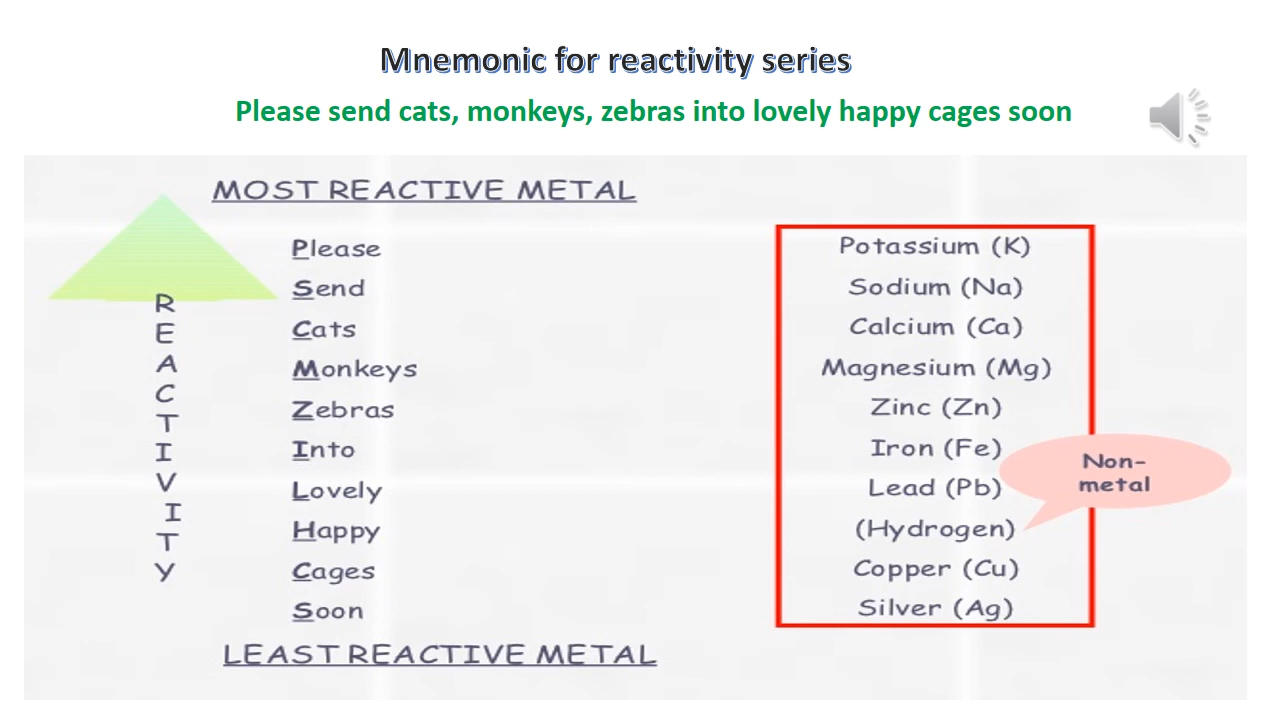 Mnemonic for reactivity series
Please send cats, monkeys, zebras into lovely happy cages soon
MOST REACTIVE METAL
R
E
A
C
T
I
V
I
T
Y
Please Potassium (K)
Send Sodium (Na)
Cats Calcium (Ca)
Monkeys Magnesium (Mg)
Zebras Zinc (Zn)
Into Iron (Fe)
Lovely Lead (Pb)
Happy (Hydrogen)
Cages Copper (Cu)
Soon Silver (Ag)
Non-
metal
LEAST REACTIVE METAL